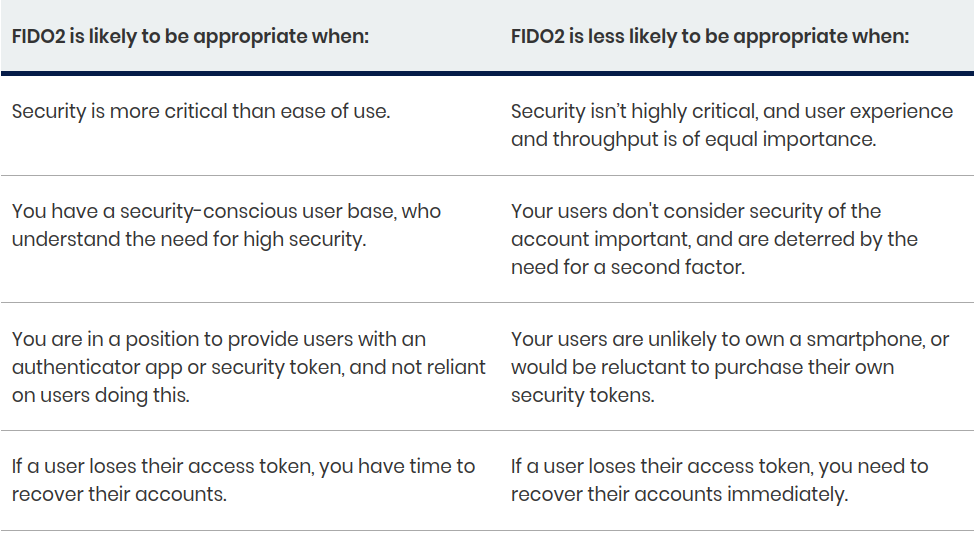 FIDO2 is likely to be appropriate when:
FIDO2 is less likely to be appropriate when:
Security is more critical than ease of use.
Security isn’t highly critical, and user experience
and throughput is of equal importance.
You have a security-conscious user base, who
understand the need for high security.
Your users don't consider security of the
account important, and are deterred by the
need for a second factor.
You are in a position to provide users with an
authenticator app or security token, and not reliant
on users doing this.
Your users are unlikely to own a smartphone, or
would be reluctant to purchase their own
security tokens.
If a user loses their access token, you have time to
recover their accounts.
If a user loses their access token, you need to
recover their accounts immediately.